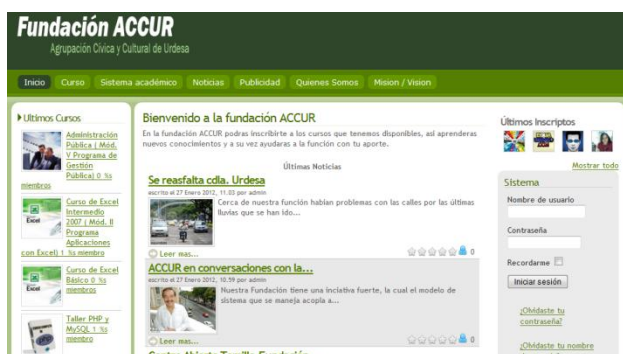 Fundación ACCUR
Agrupación Cívica y Cultural de Urdesa
Inicio Curso Sistema académico Noticias Publicidad Quienes Somos Mision / Vision
Ultimos Cursos
Administración
Pública ( Mód.
V Programa de
Gestión
Pública) 0 %s
miembros
Curso de Excel
Intermedio
2007 ( Mód. II
Programa
Aplicaciones
con Excel) 1 %s miembro
Curso de Excel
Básico 0 %s
miembros
Taller PHP y
MySQL 1 %s
miembro
Bienvenido a la fundación ACCUR
En la fundación ACCUR podras inscribirte a los cursos que tenemos disponibles, asi aprenderas
nuevos conocimientos y a su vez ayudaras a la función con tu aporte.
Últimas Noticias
Se reasfalta cdla. Urdesa
escrito el 27 Enero 2012, 11.03 por admin
Cerca de nuestra función habían problemas con las calles por las últimas
lluvias que se han ido...
Leer mas... 0
ACCUR en conversaciones con la...
escrito el 27 Enero 2012, 10.59 por admin
Nuestra Fundación tiene una inciativa fuerte, la cual el modelo de
sistema que se maneja acopla a...
Leer mas... 0
Últimos Inscriptos
Mostrar todo
Sistema
Nombre de usuario
Contraseña
Recordarme
Iniciar sesión
¿Olvidaste tu
contraseña?
¿Olvidaste tu nombre